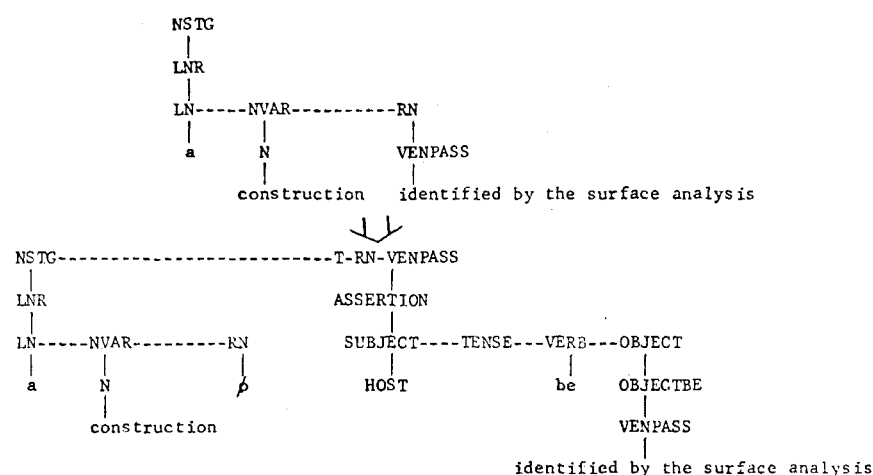 NSTG
LNR
LN-----NVAR-----------RN
a N VENPASS
construction identified by the surface analysis
NSTG-----------------------------T-RN-VENPASS
LNR ASSERTION
LN-----NVAR----------RN SUBJECT----TENSE---VERB---OBJECT
a N ∅ HOST be OBJECTBE
construction VENPASS
identified by the surface analysis